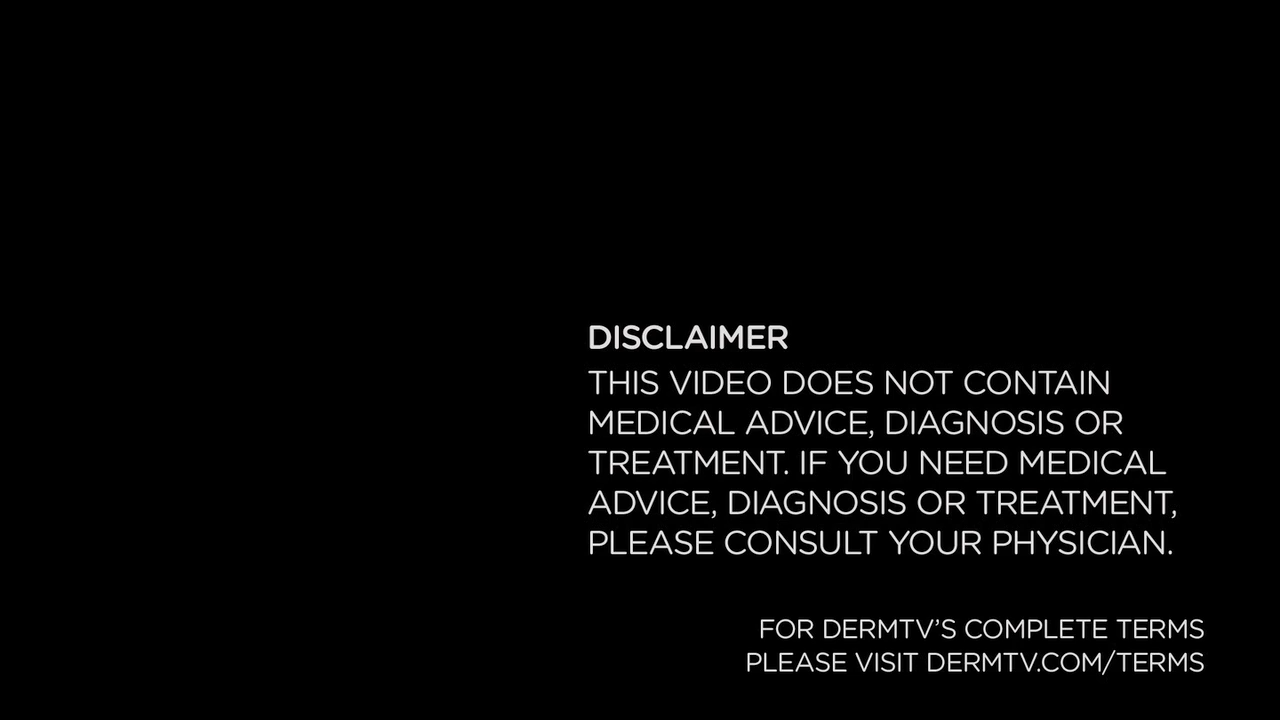 DISCLAIMER
THIS VIDEO DOES NOT CONTAIN
MEDICAL ADVICE, DIAGNOSIS OR
TREATMENT. IF YOU NEED MEDICAL
ADVICE, DIAGNOSIS OR TREATMENT,
PLEASE CONSULT YOUR PHYSICIAN.
FOR DERMTV’S COMPLETE TERMS
PLEASE VISIT DERMTV.COM/TERMS